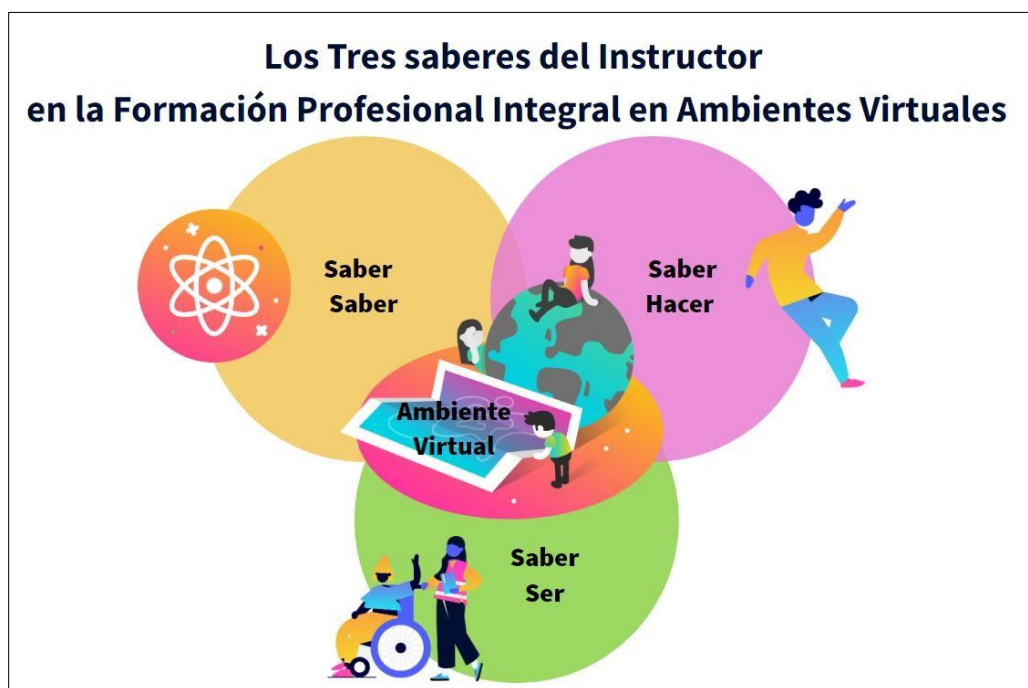 Los Tres saberes del Instructor
en la Formación Profesional Integral en Ambientes Virtuales
Saber
Saber
Saber
Hacer
Ambiente
Virtual
Saber
Ser